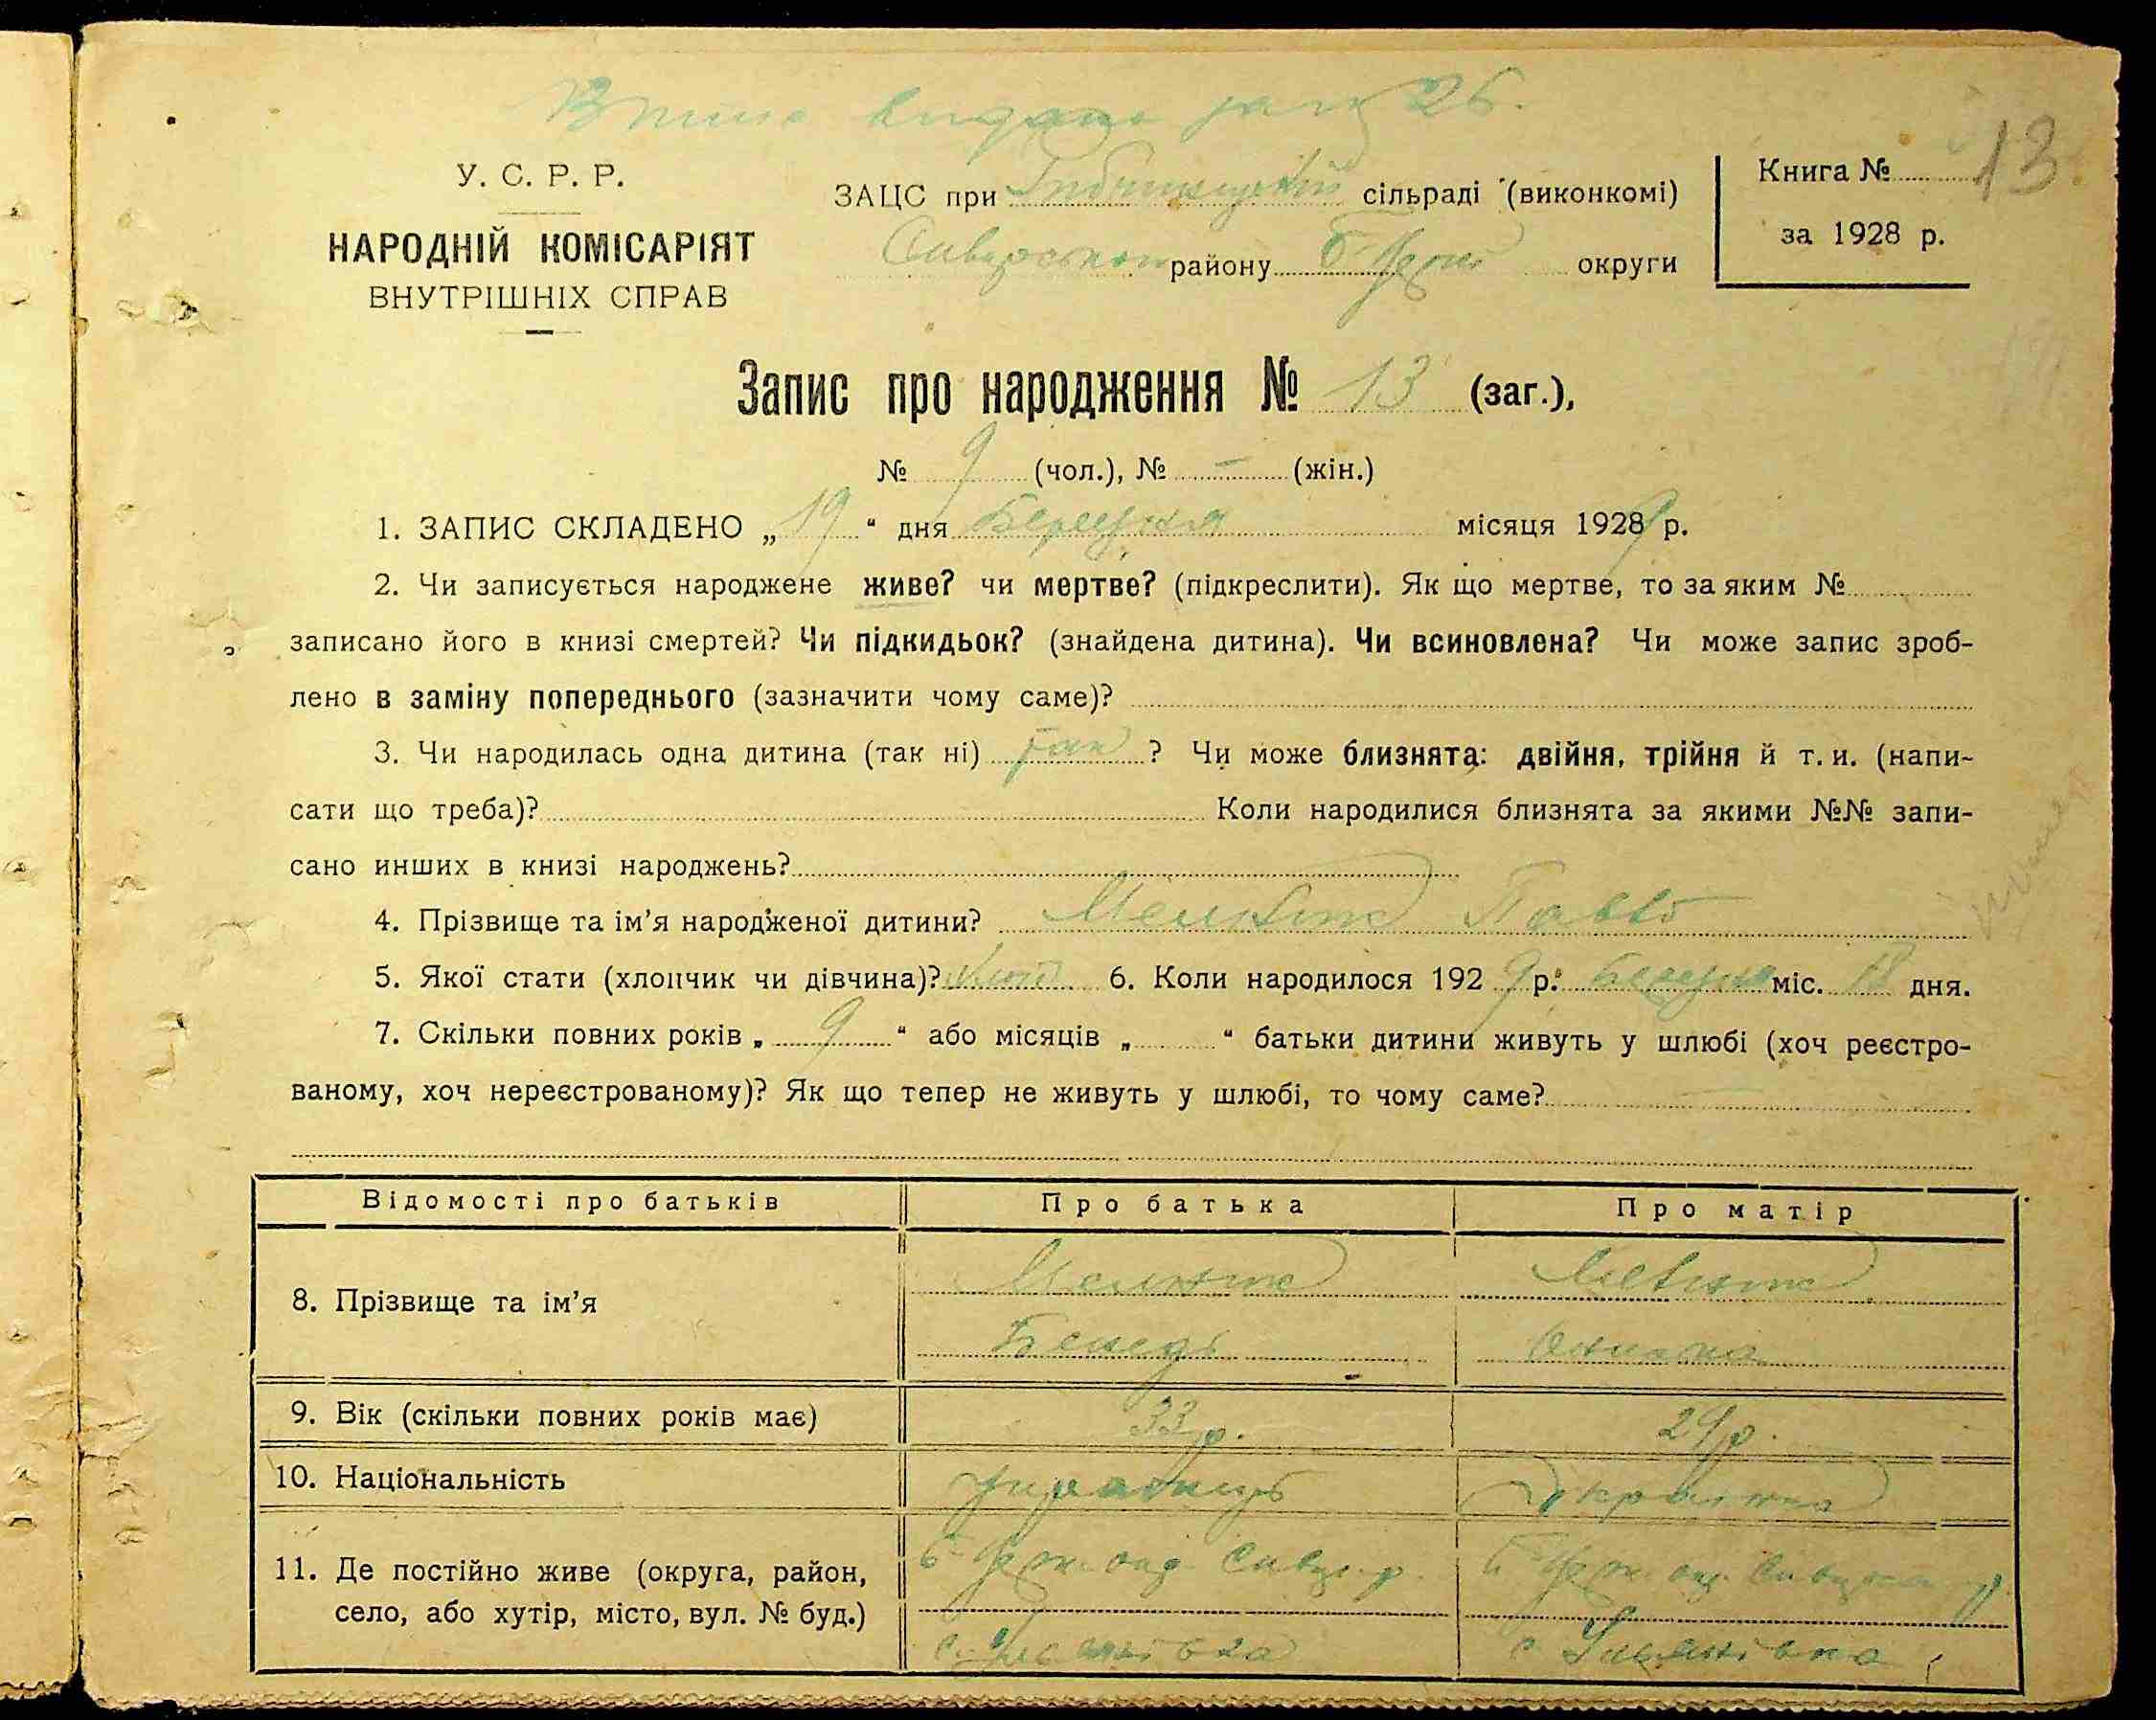 13
У. С. Р. Р.
НАРОДНІЙ КОМІСАРІЯТ
ВНУТРІШНІХ СПРАВ
ЗАЦС при сільраді (виконкомі)
району округи
Книга №
за 1928 р.
Запис про народження № 13 (заг.),
№ 9 (чол.), № – (жін.)
1. ЗАПИС СКЛАДЕНО „ 19 “ дня Березня місяця 1929 р.
2. Чи записується народжене живе? чи мертве? (підкреслити). Як що мертве, то за яким №
записано його в книзі смертей? Чи підкидьок? (знайдена дитина). Чи всиновлена? Чи може запис зроб-
лено в заміну попереднього (зазначити чому саме)?
3. Чи народилась одна дитина (так ні) так ? Чи може близнята: двійня, трійня й т. и. (напи-
сати що треба)? Коли народилися близнята за якими №№ запи-
сано инших в книзі народжень?
4. Прізвище та ім’я народженої дитини? Павло
5. Якої стати (хлопчик чи дівчина)? 6. Коли народилося 1929 р. Березня міс. 18 дня.
7. Скільки повних років „ 9 “ або місяців „ “ батьки дитини живуть у шлюбі (хоч реєстро-
ваному, хоч нереєстрованому)? Як що тепер не живуть у шлюбі, то чому саме?
Відомості про батьків Про батька Про матір
8. Прізвище та ім’я
9. Вік (скільки повних років має) 33 р. 29 р.
10. Національність українець Українка
11. Де постійно живе (округа, район,
село, або хутір, місто, вул. № буд.)
с. Улянівка с Улянівка